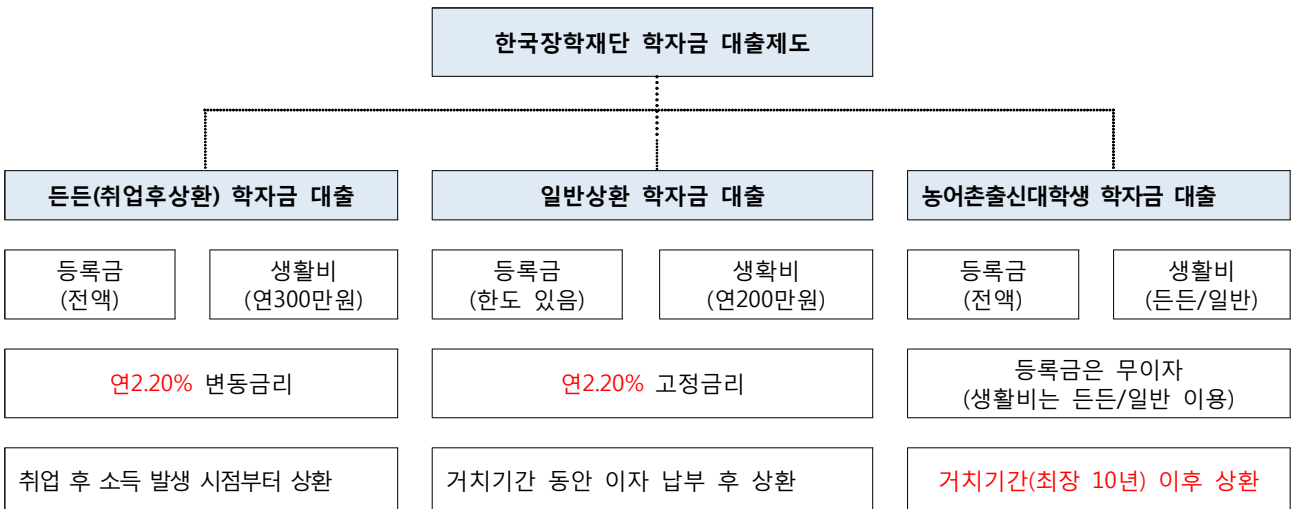 한국장학재단 학자금 대출제도
든든(취업후상환) 학자금 대출
일반상환 학자금 대출
농어촌출신대학생 학자금 대출
등록금
(전액)
생활비
(연300만원)
등록금
(한도 있음)
생확비
(연200만원)
등록금
(전액)
생활비
(든든/일반)
연2.20% 변동금리
연2.20% 고정금리
등록금은 무이자
(생활비는 든든/일반 이용)
취업 후 소득 발생 시점부터 상환
거치기간 동안 이자 납부 후 상환
거치기간(최장 10년) 이후 상환